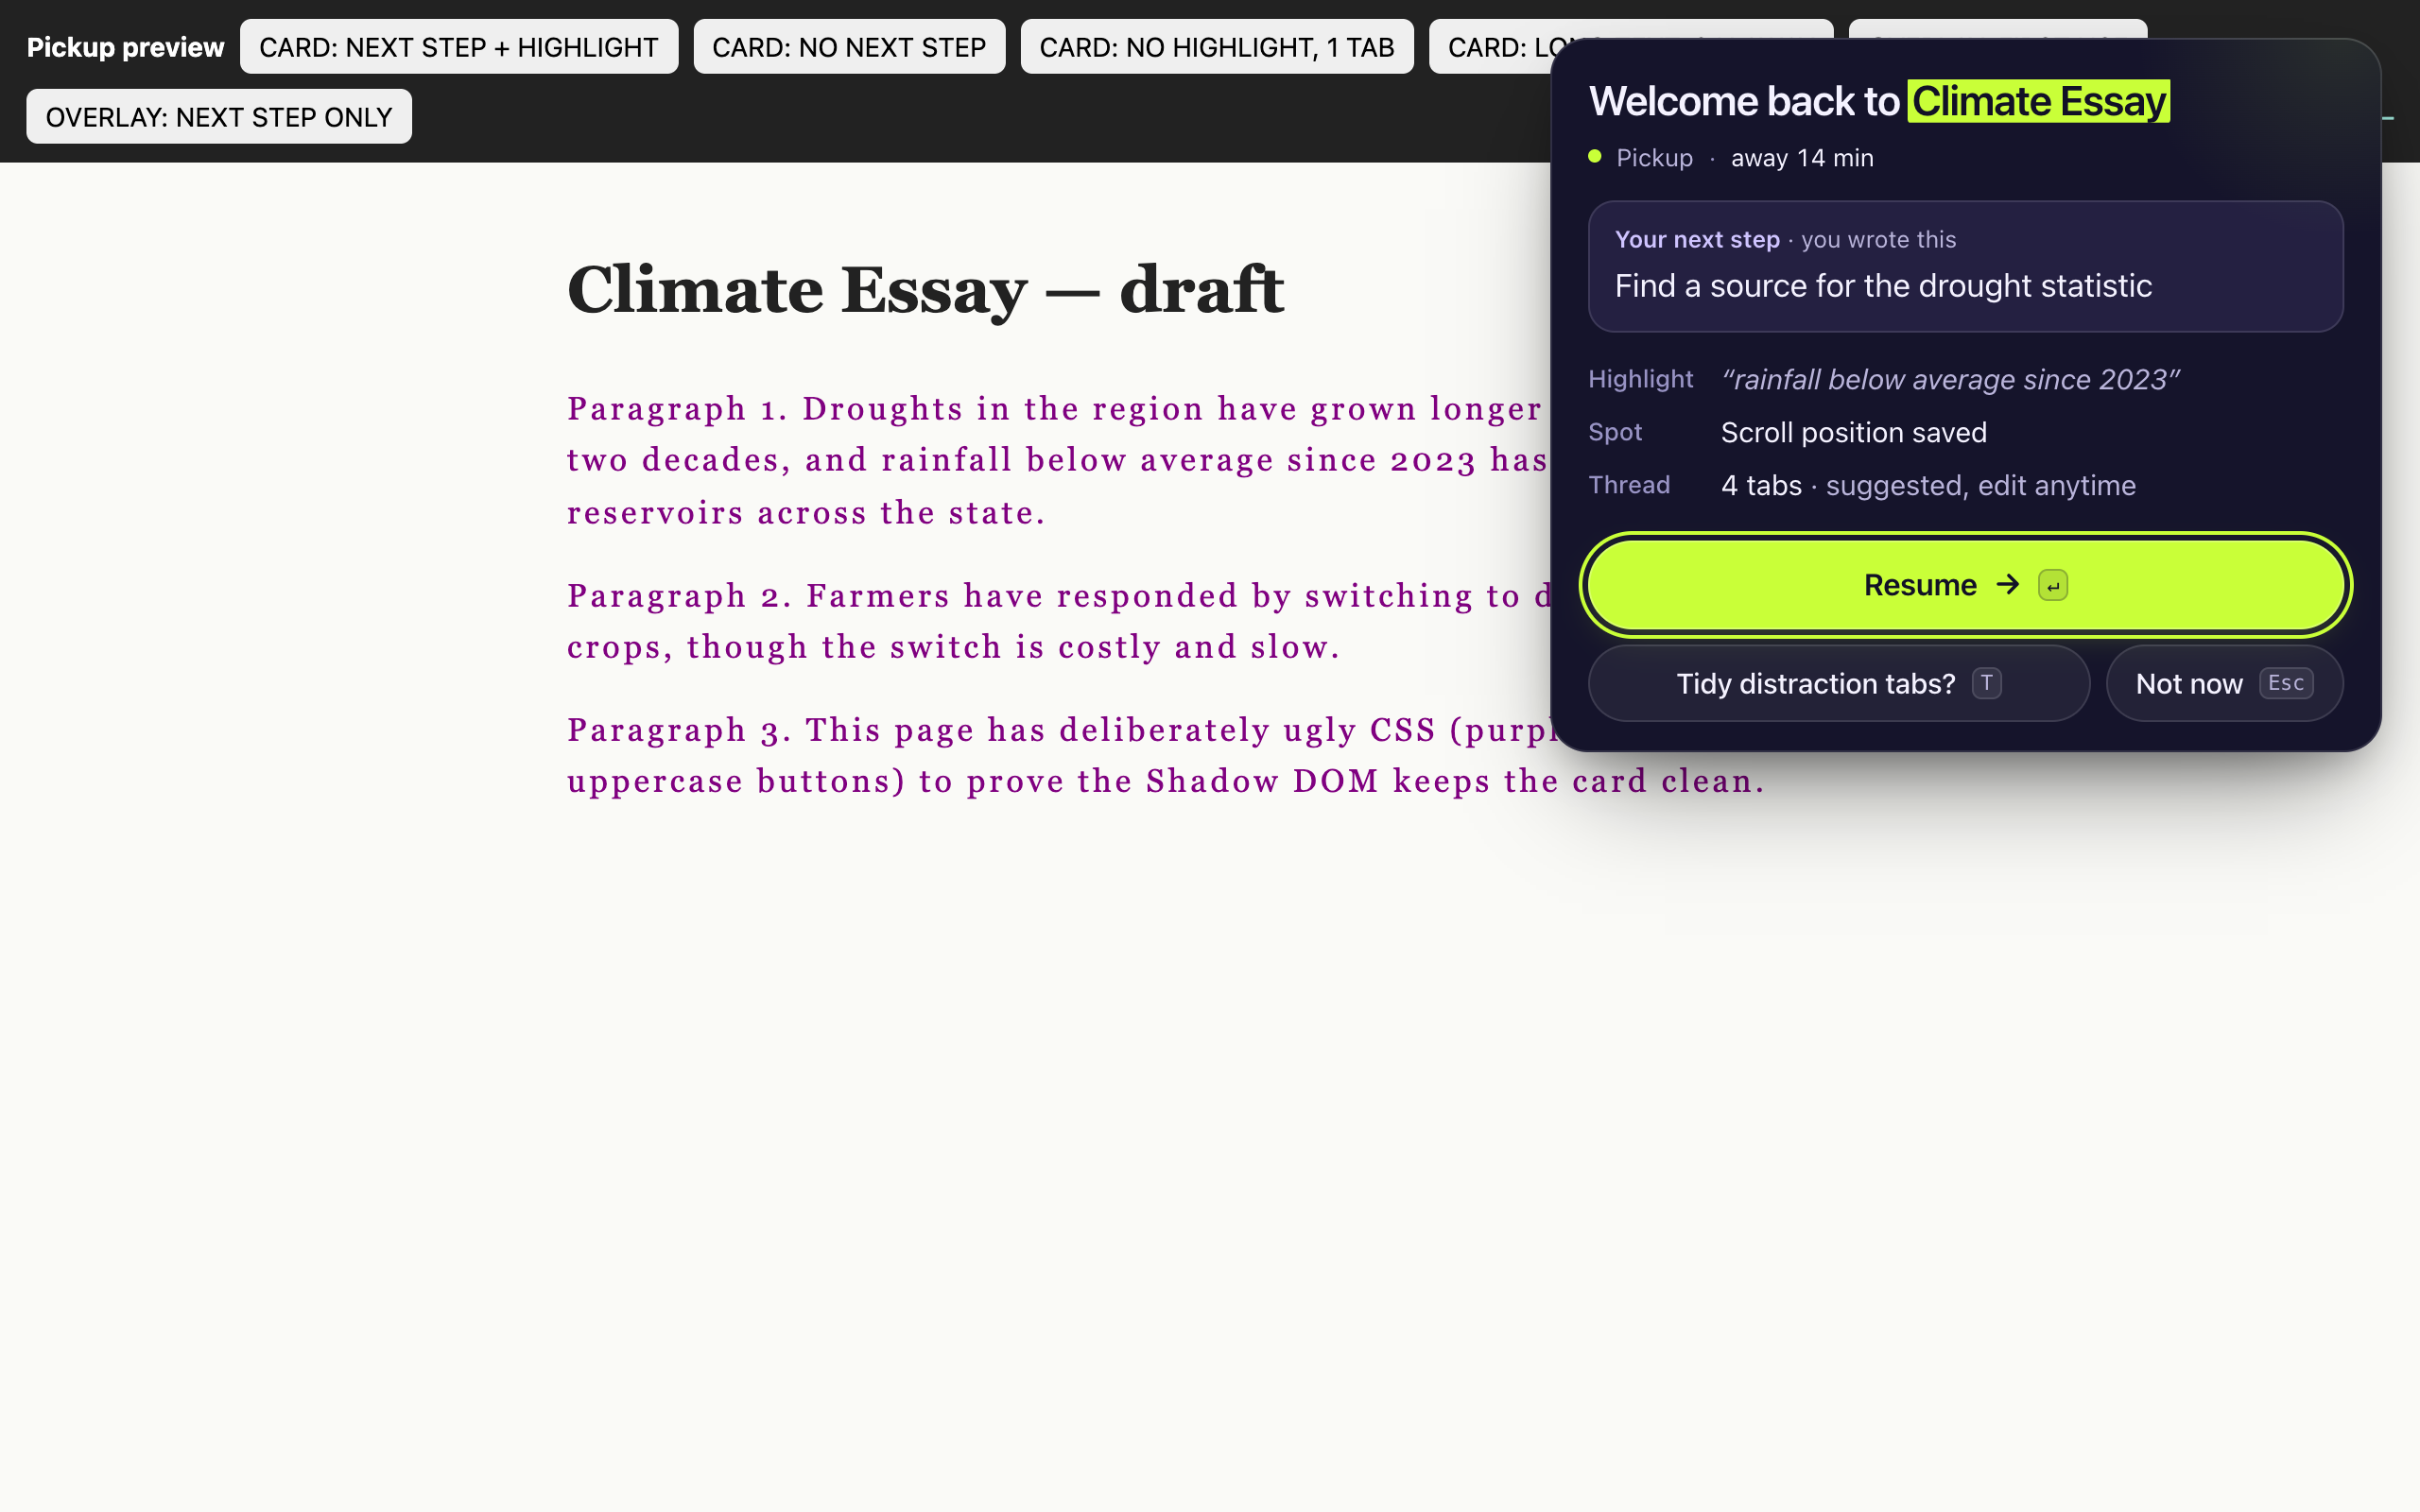 Pickup preview
CARD: NEXT STEP + HIGHLIGHT
CARD: NO NEXT STEP
CARD: NO HIGHLIGHT, 1 TAB
CARD:
OVERLAY: NEXT STEP ONLY
Climate Essay — draft
Paragraph 1. Droughts in the region have grown longer
two decades, and rainfall below average since 2023 has
reservoirs across the state.
Paragraph 2. Farmers have responded by switching to
crops, though the switch is costly and slow.
Paragraph 3. This page has deliberately ugly CSS
uppercase buttons) to prove the Shadow DOM keeps the card clean.
Welcome back to Climate Essay
Pickup · away 14 min
Your next step · you wrote this
Find a source for the drought statistic
Highlight “rainfall below average since 2023”
Spot Scroll position saved
Thread 4 tabs · suggested, edit anytime
Resume → ↵
Tidy distraction tabs? T
Not now Esc